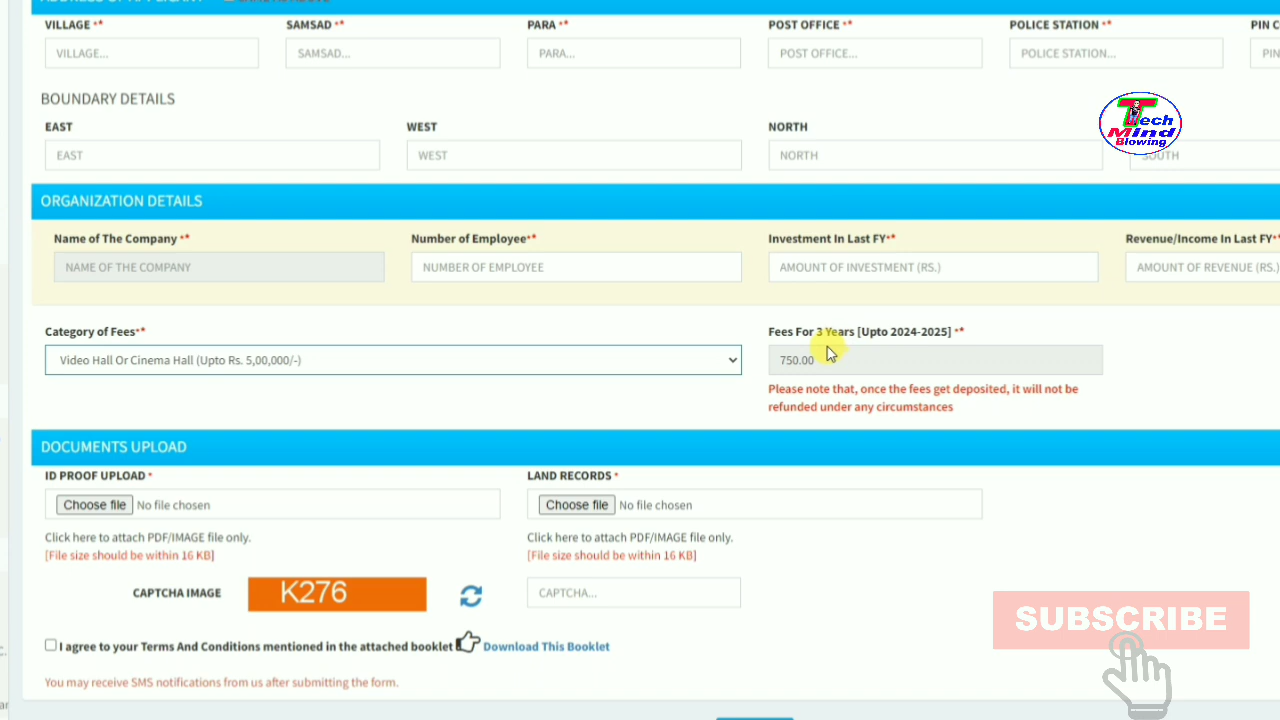 VILLAGE ** SAMSAD ** PARA ** POST OFFICE ** POLICE STATION ** PIN C
VILLAGE... SAMSAD... PARA... POST OFFICE... POLICE STATION... PIN
BOUNDARY DETAILS
EAST WEST NORTH
EAST WEST NORTH SOUTH
Tech
Mind
Blowing
ORGANIZATION DETAILS
Name of The Company ** Number of Employee** Investment In Last FY** Revenue/Income In Last FY**
NAME OF THE COMPANY NUMBER OF EMPLOYEE AMOUNT OF INVESTMENT (RS.) AMOUNT OF REVENUE (RS.)
Category of Fees** Fees For 3 Years [Upto 2024-2025] **
Video Hall Or Cinema Hall (Upto Rs. 5,00,000/-) 750.00
Please note that, once the fees get deposited, it will not be
refunded under any circumstances
DOCUMENTS UPLOAD
ID PROOF UPLOAD * LAND RECORDS *
Choose file No file chosen Choose file No file chosen
Click here to attach PDF/IMAGE file only. Click here to attach PDF/IMAGE file only.
[File size should be within 16 KB] [File size should be within 16 KB]
CAPTCHA IMAGE K276 CAPTCHA...
SUBSCRIBE
I agree to your Terms And Conditions mentioned in the attached booklet Download This Booklet
You may receive SMS notifications from us after submitting the form.